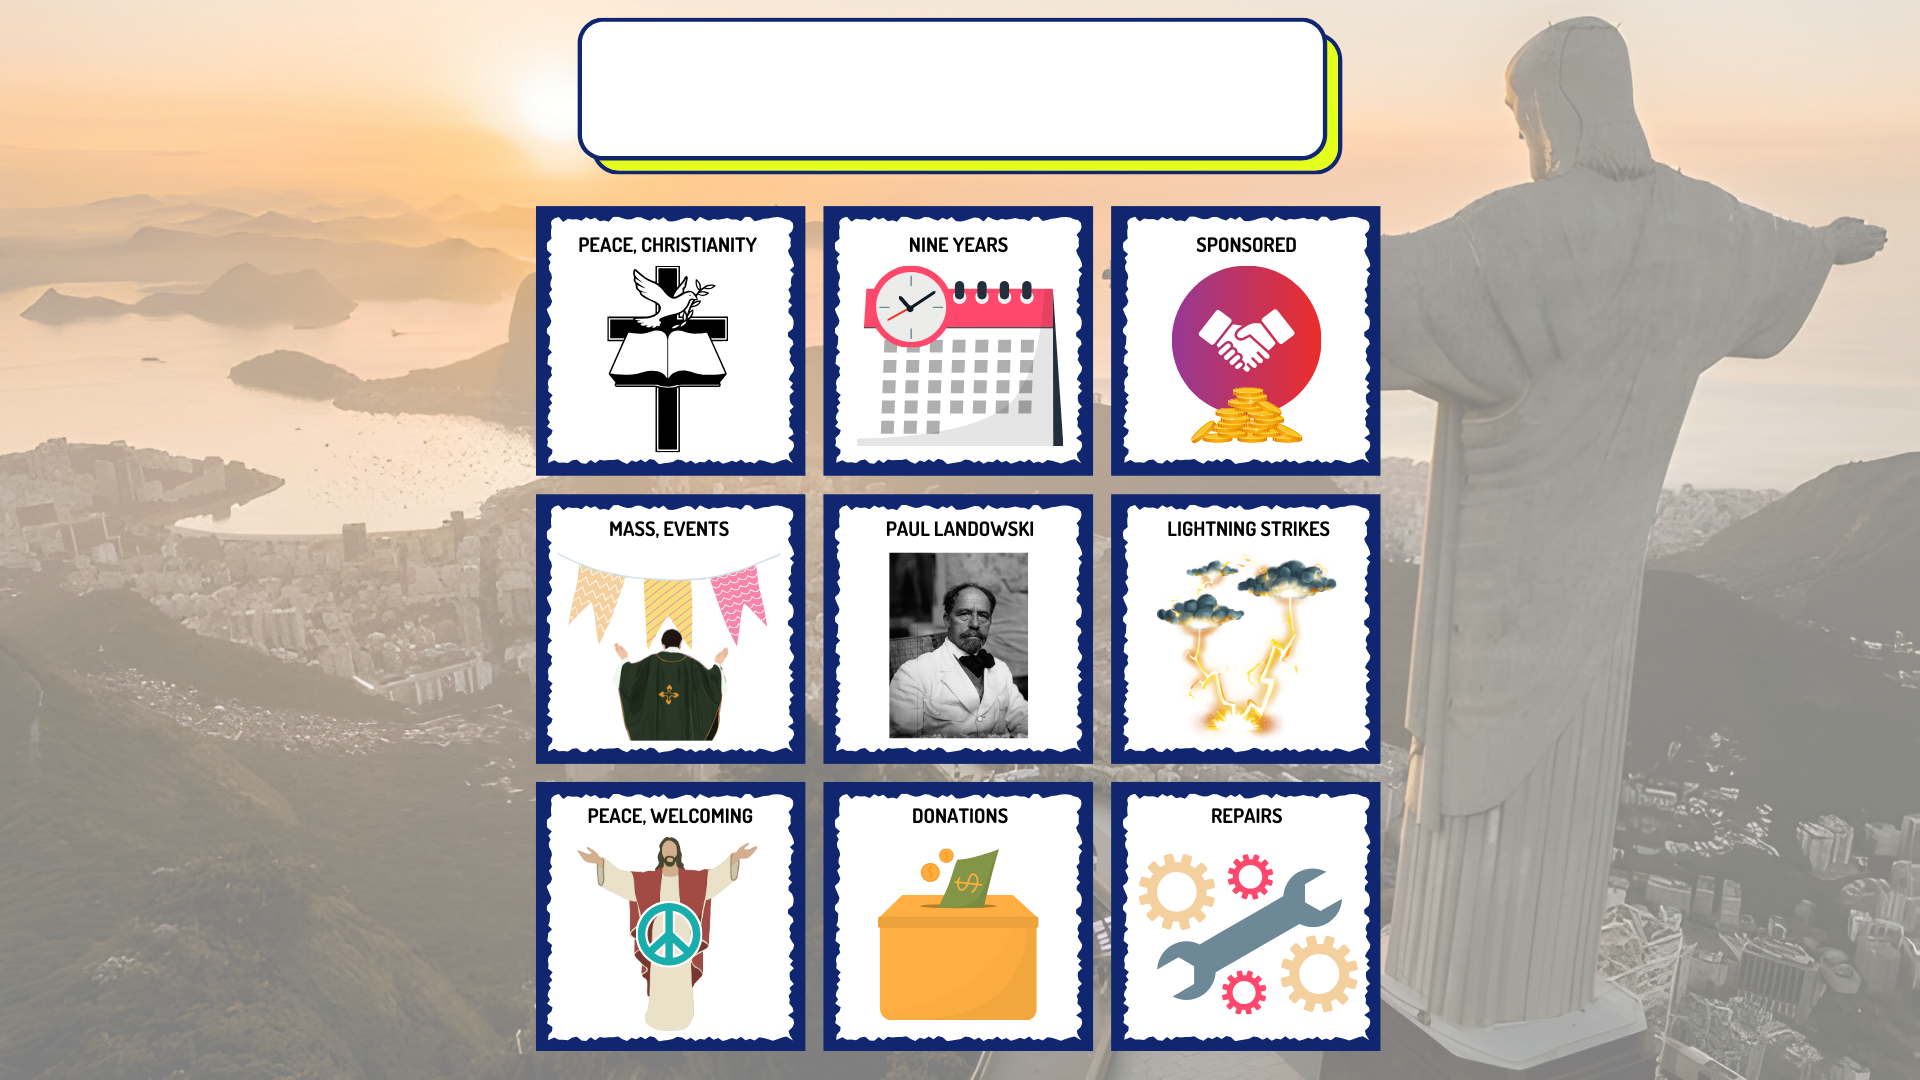 PEACE, CHRISTIANITY
NINE YEARS
SPONSORED
MASS, EVENTS
PAUL LANDOWSKI
LIGHTNING STRIKES
PEACE, WELCOMING
DONATIONS
REPAIRS